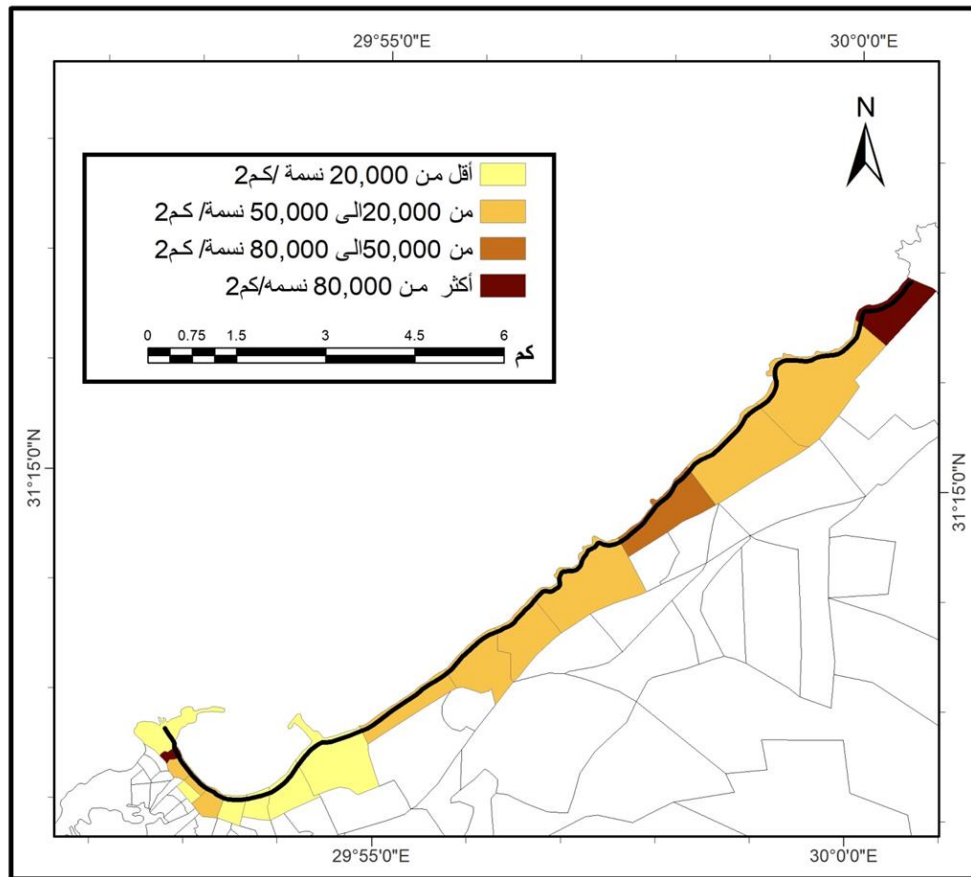 29°55'0"E
30°0'0"E
N
أقل من 20,000 نسمة /كم2
من 20,000الى 50,000 نسمة/ كم2
من 50,000الى 80,000 نسمة/ كم2
أكثر من 80,000 نسمه/كم2
0 0.75 1.5 3 4.5 6
كم
31°15'0"N
31°15'0"N
29°55'0"E
30°0'0"E